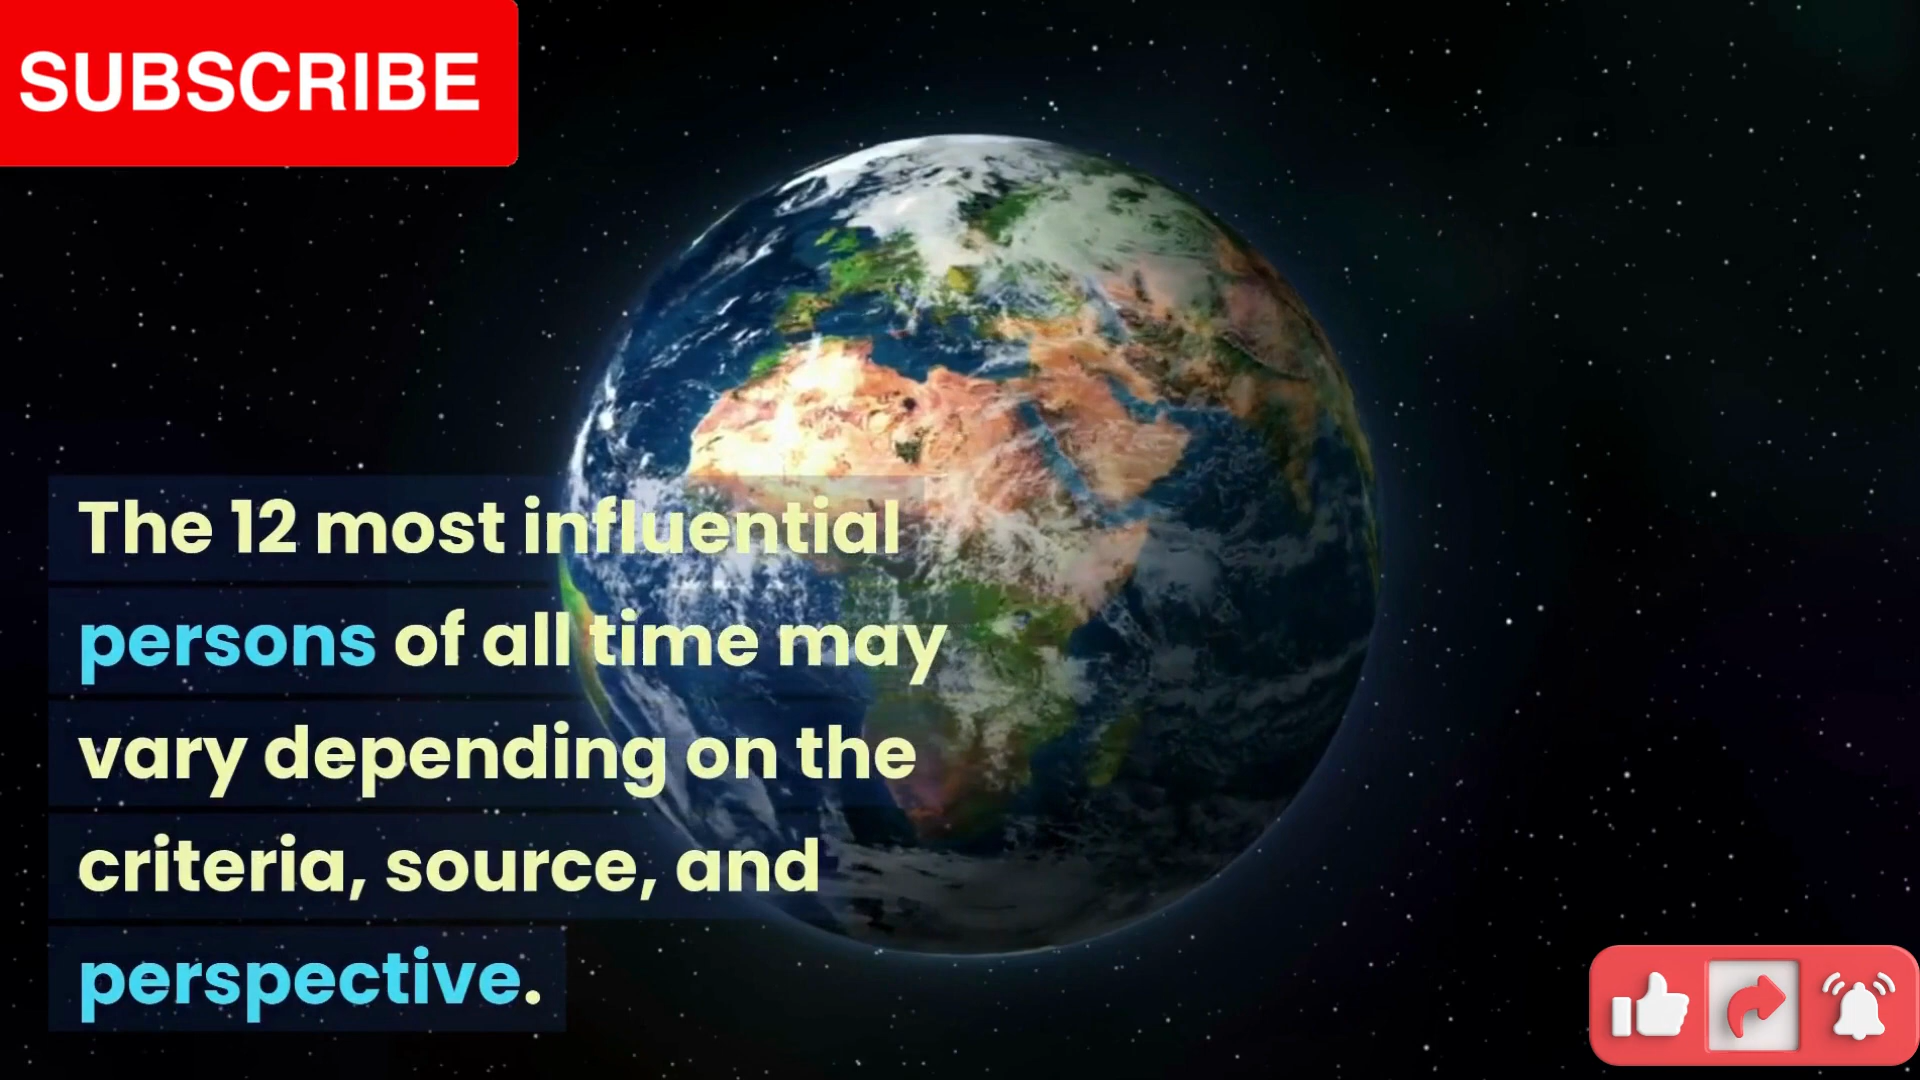 SUBSCRIBE
The 12 most influential
persons of all time may
vary depending on the
criteria, source, and
perspective.